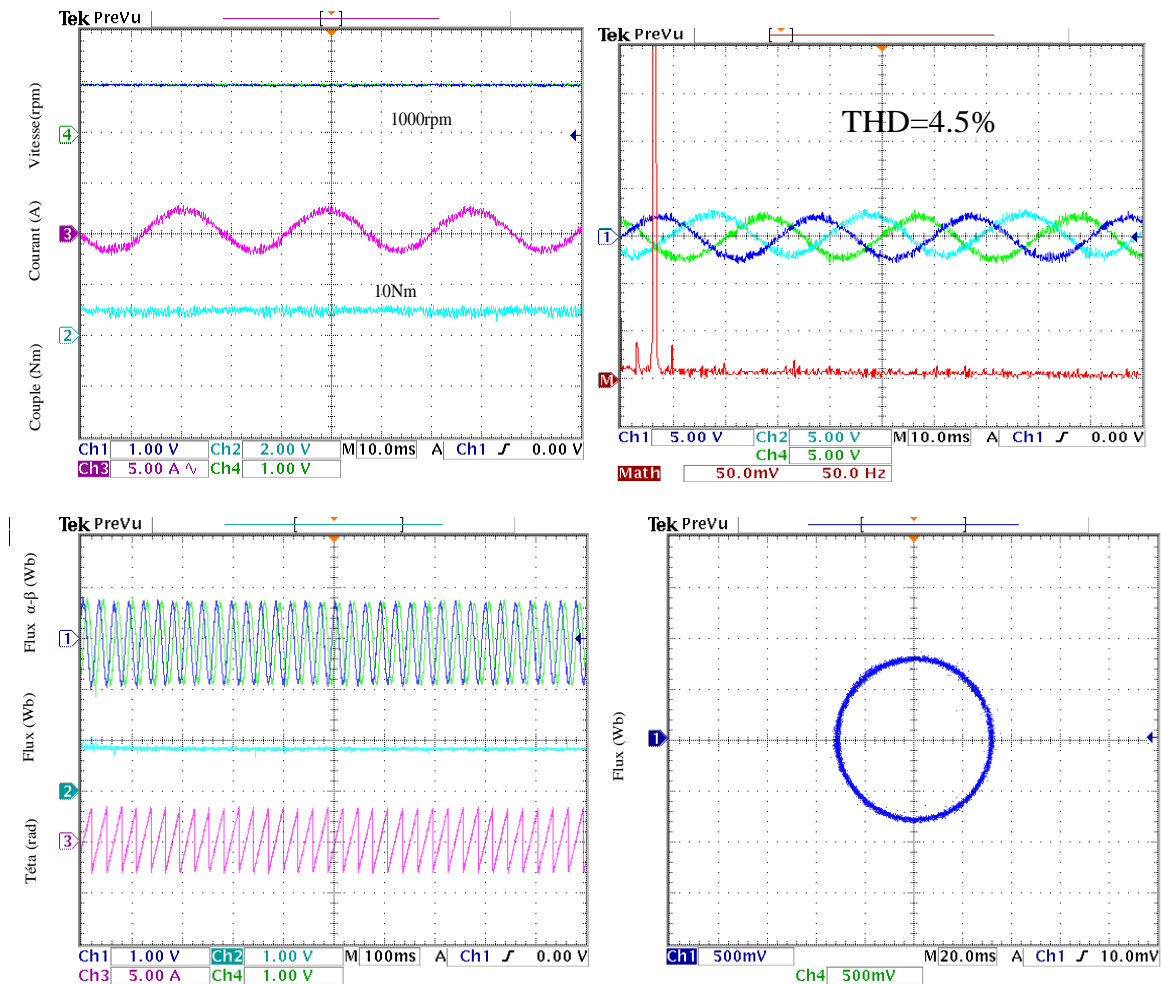 Tek PreVu
Vitesse(rpm)
Courant (A)
Couple (Nm)
1000rpm
10Nm
4
3
2
Ch1 1.00 V Ch2 2.00 V M 10.0ms A Ch1 0.00 V
Ch3 5.00 A Ch4 1.00 V
Tek PreVu
THD=4.5%
1
M
Ch1 5.00 V Ch2 5.00 V M 10.0ms A Ch1 0.00 V
Ch4 5.00 V
Math 50.0mV 50.0 Hz
Tek PreVu
Flux α-β (Wb)
Flux (Wb)
Téta (rad)
1
2
3
Ch1 1.00 V Ch2 1.00 V M 100ms A Ch1 0.00 V
Ch3 5.00 A Ch4 1.00 V
Tek PreVu
Flux (Wb)
1
Ch1 500mV M 20.0ms A Ch1 10.0mV
Ch4 500mV